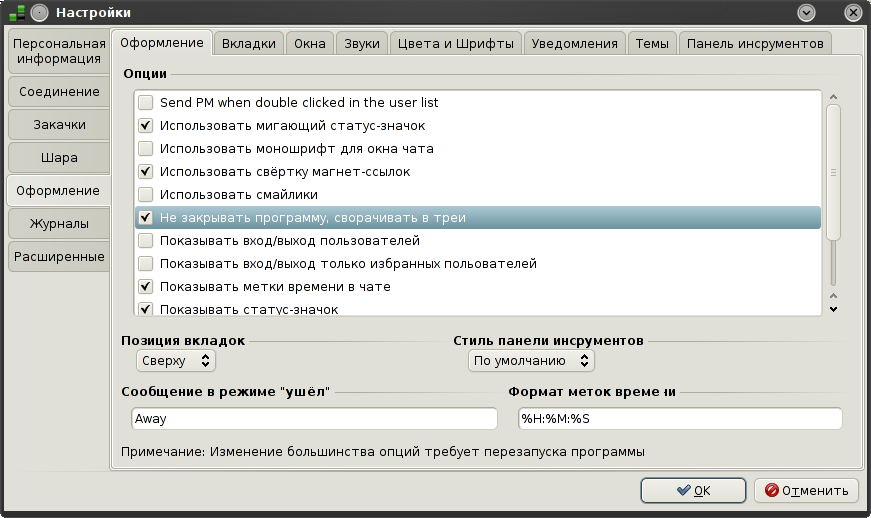 Настройки
Персональная
информация
Соединение
Закачки
Шара
Оформление
Журналы
Расширенные
Оформление
Вкладки
Окна
Звуки
Цвета и Шрифты
Уведомления
Темы
Панель инсрументов
Опции
Send PM when double clicked in the user list
Использовать мигающий статус-значок
Использовать моношрифт для окна чата
Использовать свёртку магнет-ссылок
Использовать смайлики
Не закрывать программу, сворачивать в треи
Показывать вход/выход пользователей
Показывать вход/выход только избранных пользователей
Показывать метки времени в чате
Показывать статус-значок
Позиция вкладок
Стиль панели инсрументов
Сверху
По умолчанию
Сообщение в режиме "ушёл"
Формат меток времени
Away
%H:%M:%S
Примечание: Изменение большинства опций требует перезапуска программы
OK
Отменить